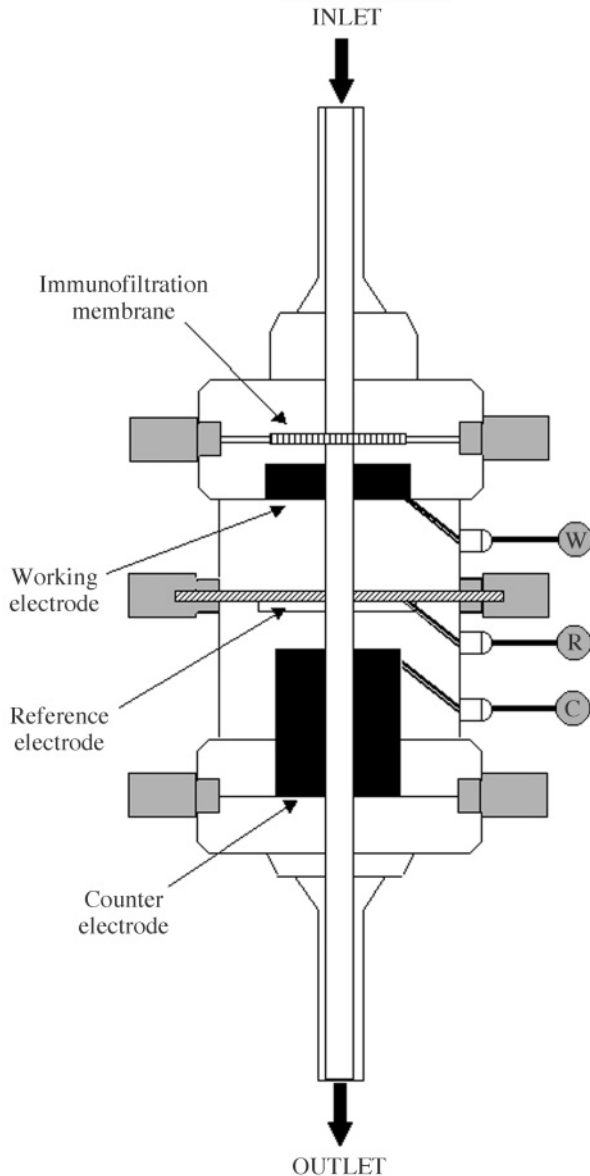 INLET
Immunofiltration
membrane
W
Working
electrode
R
Reference
electrode
C
Counter
electrode
OUTLET